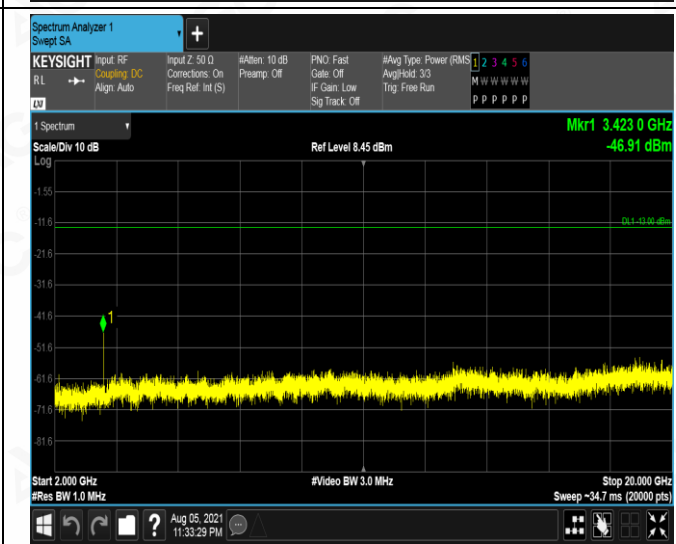 Spectrum Analyzer 1
Swept SA
+
KEYSIGHT Input: RF Input Z: 50 Ω #Atten: 10 dB PNO: Fast #Avg Type: Power (RMS 1 2 3 4 5 6
RL Coupling: DC Corrections: On Preamp: Off Gate: Off Avg|Hold: 3/3 M W W W W W
Align: Auto Freq Ref: Int (S) IF Gain: Low Trig: Free Run
LXI Sig Track: Off P P P P P P
1 Spectrum Mkr1 3.423 0 GHz
Scale/Div 10 dB Ref Level 8.45 dBm -46.91 dBm
Log
-1.55
-11.6 DL1 -13.00 dBm
-21.6
-31.6
-41.6 1
-51.6
-61.6
-71.6
-81.6
Start 2.000 GHz #Video BW 3.0 MHz Stop 20.000 GHz
#Res BW 1.0 MHz Sweep ~34.7 ms (20000 pts)
? Aug 05, 2021
11:33:29 PM